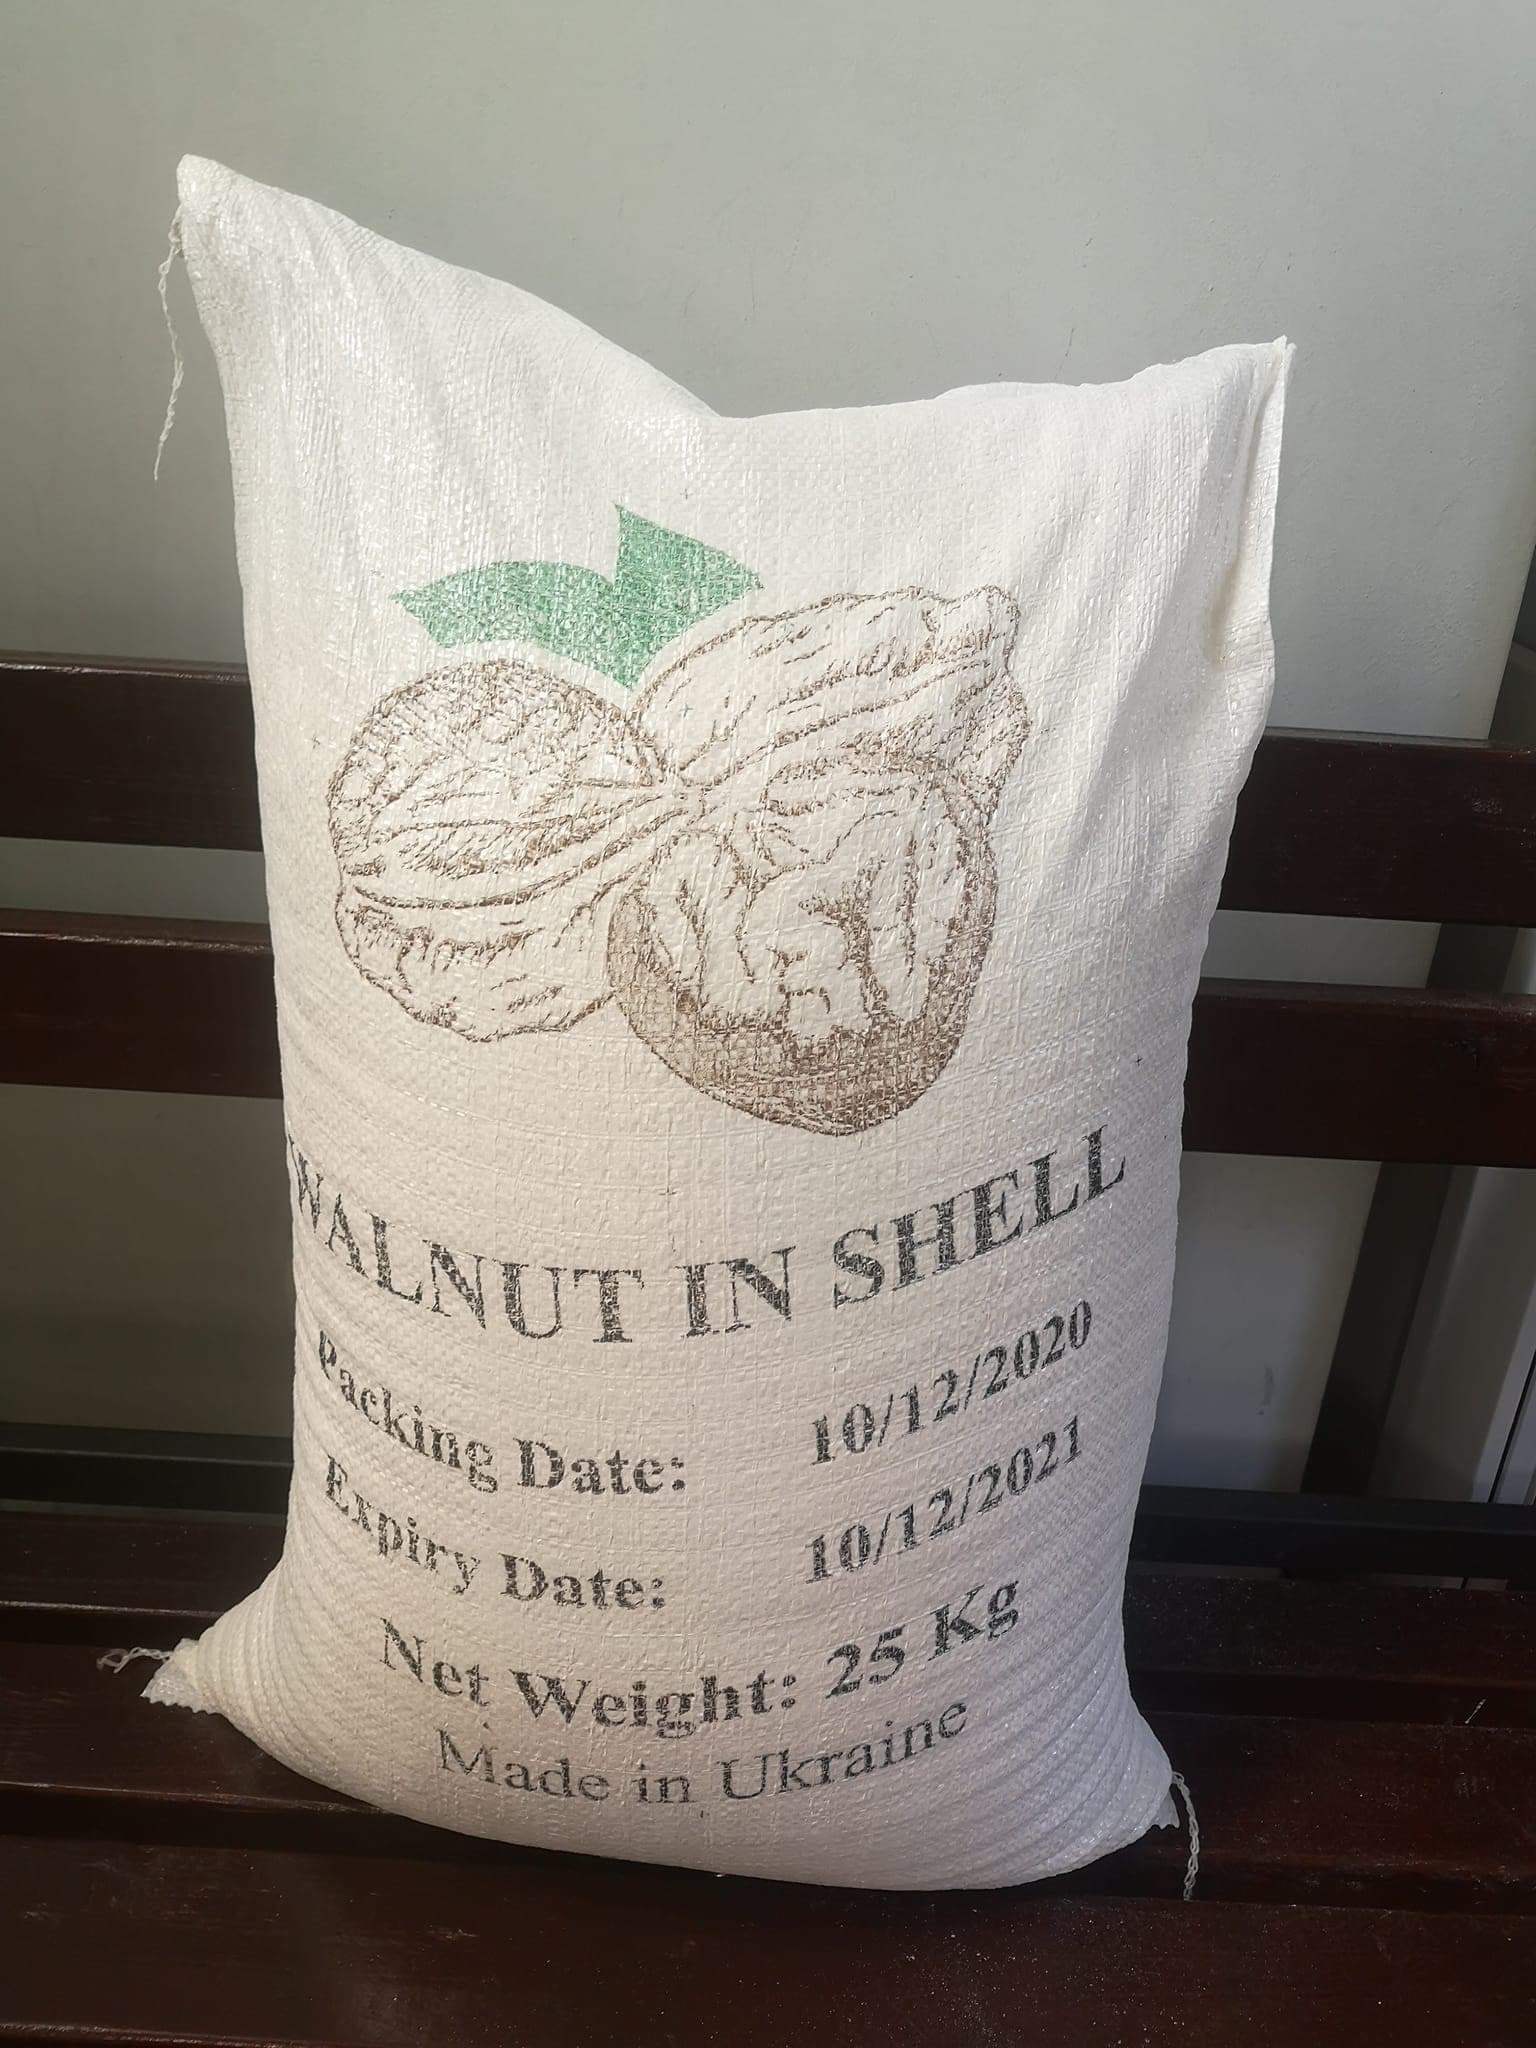 WALNUT IN SHELL
Packing Date: 10/12/2020
Expiry Date: 10/12/2021
Net Weight: 25 Kg
Made in Ukraine